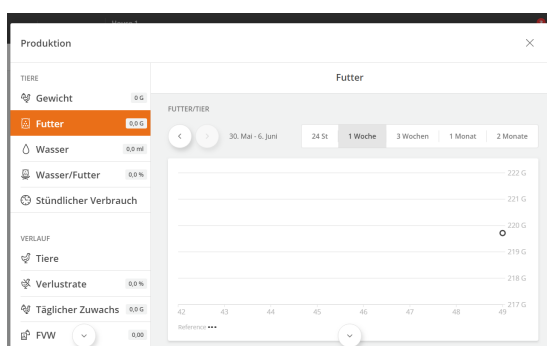 Produktion
TIERE
Gewicht 0 G
Futter 0,0 G
Wasser 0,0 ml
Wasser/Futter 0,0 %
Stündlicher Verbrauch
VERLAUF
Tiere
Verlustrate 0,0 %
Täglicher Zuwachs 0,0 G
FVW 0,00
Futter
FUTTER/TIER
30. Mai - 6. Juni
24 St 1 Woche 3 Wochen 1 Monat 2 Monate
222 G
221 G
220 G
219 G
218 G
217 G
42 43 44 45 46 47 48 49
Reference •••